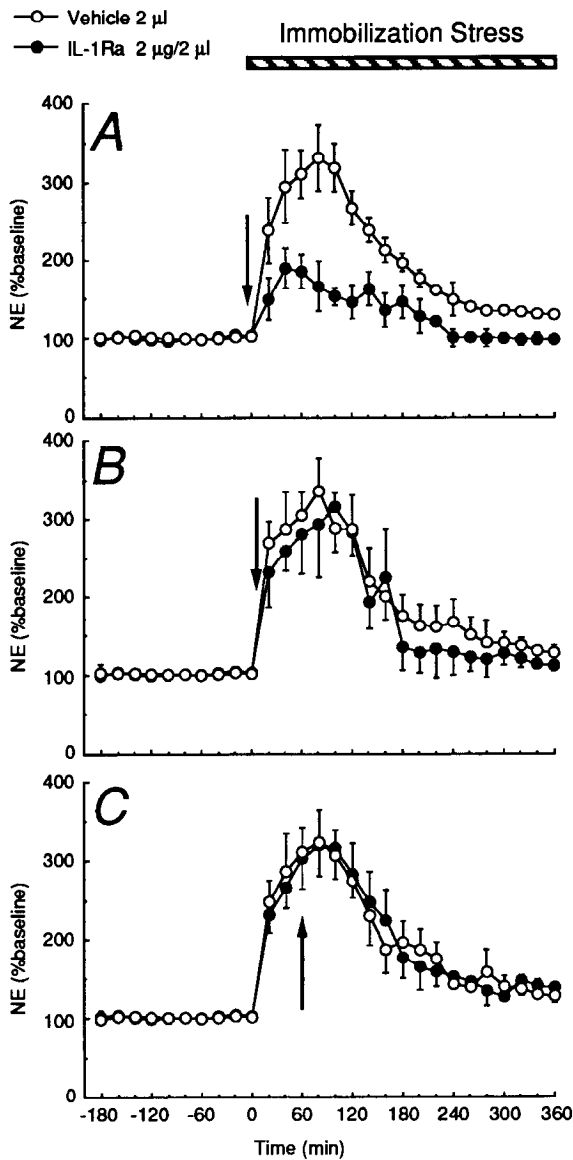 Vehicle 2 µl
IL-1Ra 2 µg/2 µl
Immobilization Stress
A
400
300
200
100
0
NE (%baseline)
B
400
300
200
100
0
NE (%baseline)
C
400
300
200
100
0
NE (%baseline)
-180 -120 -60 0 60 120 180 240 300 360
Time (min)